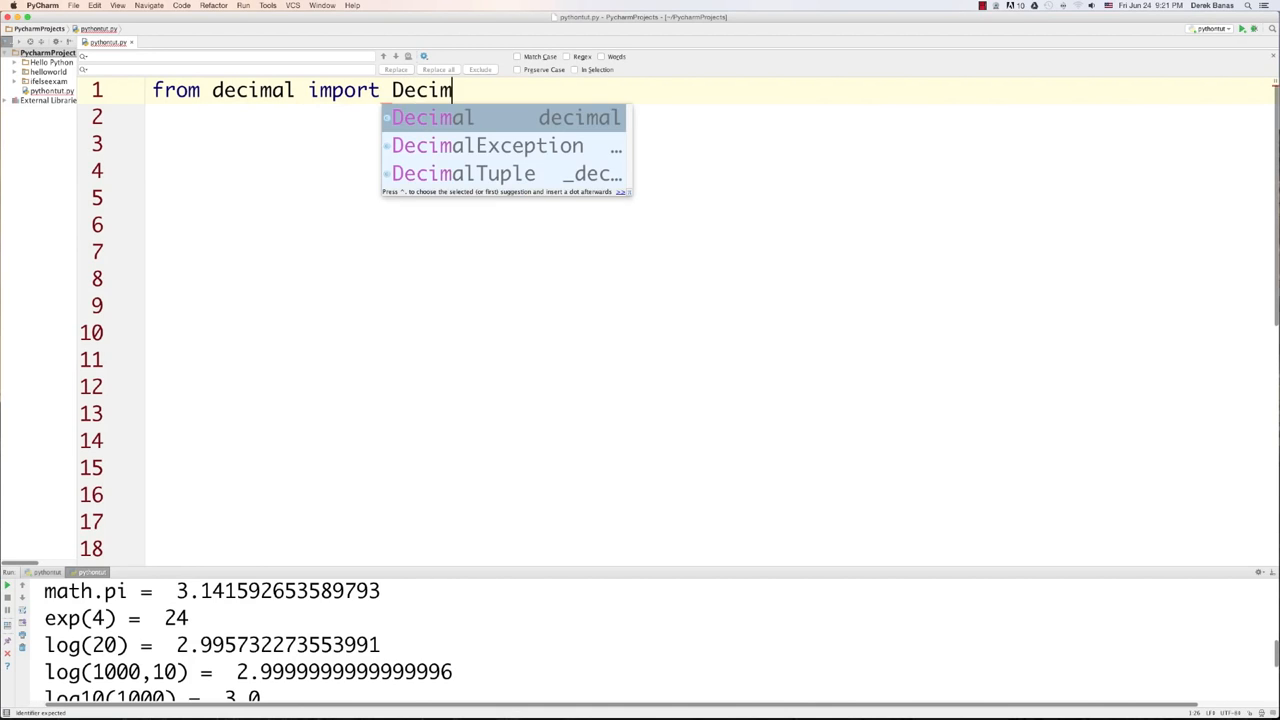 PyCharm File Edit View Navigate Code Refactor Run Tools VCS Window Help 10 Fri Jun 24 9:21 PM Derek Banas
pythontut.py - PycharmProjects - [~/PycharmProjects]
PycharmProjects pythontut.py pythontut
pythontut.py
PycharmProject
Hello Python
helloworld
ifelseexam
pythontut.py
External Librarie
Match Case Regex Words
Replace Replace all Exclude Preserve Case In Selection
1 from decimal import Decim
Decimal decimal
DecimalException …
DecimalTuple _dec…
Press ^. to choose the selected (or first) suggestion and insert a dot afterwards >>
2
3
4
5
6
7
8
9
10
11
12
13
14
15
16
17
18
Run: pythontut pythontut
math.pi = 3.141592653589793
exp(4) = 24
log(20) = 2.995732273553991
log(1000,10) = 2.9999999999999996
log10(1000) = 3.0
Identifier expected 1:26 LF÷ UTF-8÷